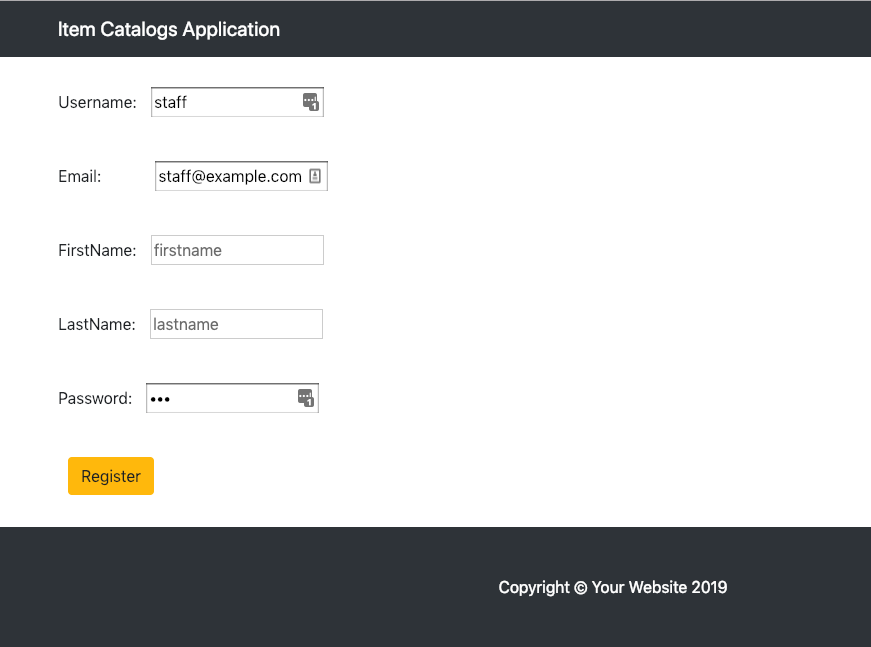 Item Catalogs Application
Username: staff
Email: staff@example.com
FirstName: firstname
LastName: lastname
Password: •••
Register
Copyright © Your Website 2019